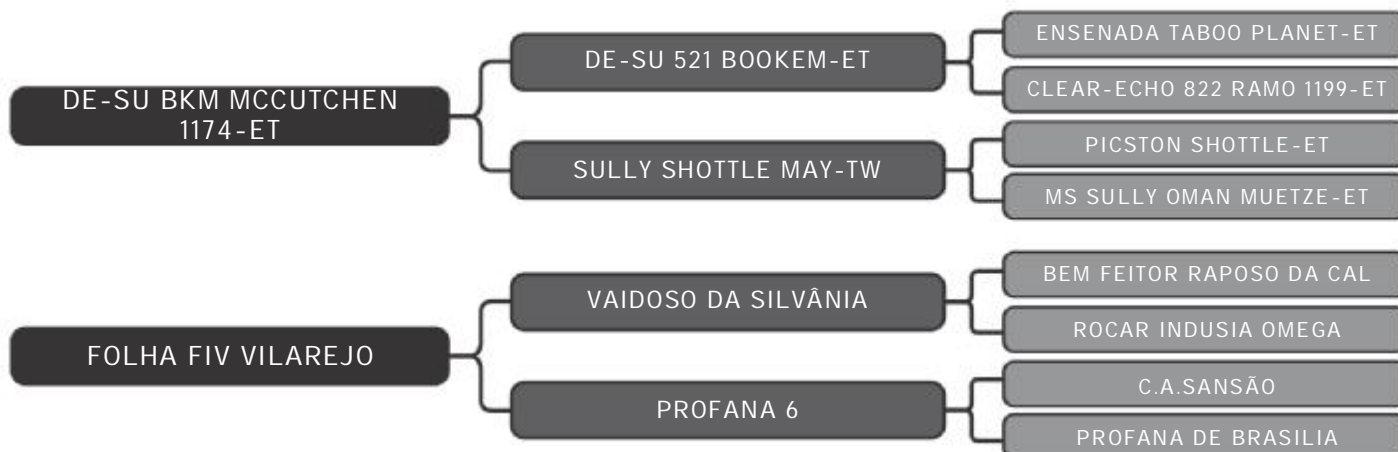 DE-SU BKM MCCUTCHEN
1174-ET
DE-SU 521 BOOKEM-ET
ENSENADA TABOO PLANET-ET
CLEAR-ECHO 822 RAMO 1199-ET
SULLY SHOTTLE MAY-TW
PICSTON SHOTTLE-ET
MS SULLY OMAN MUETZE-ET
FOLHA FIV VILAREJO
VAIDOSO DA SILVÂNIA
BEM FEITOR RAPOSO DA CAL
ROCAR INDUSIA OMEGA
PROFANA 6
C.A.SANSÃO
PROFANA DE BRASILIA